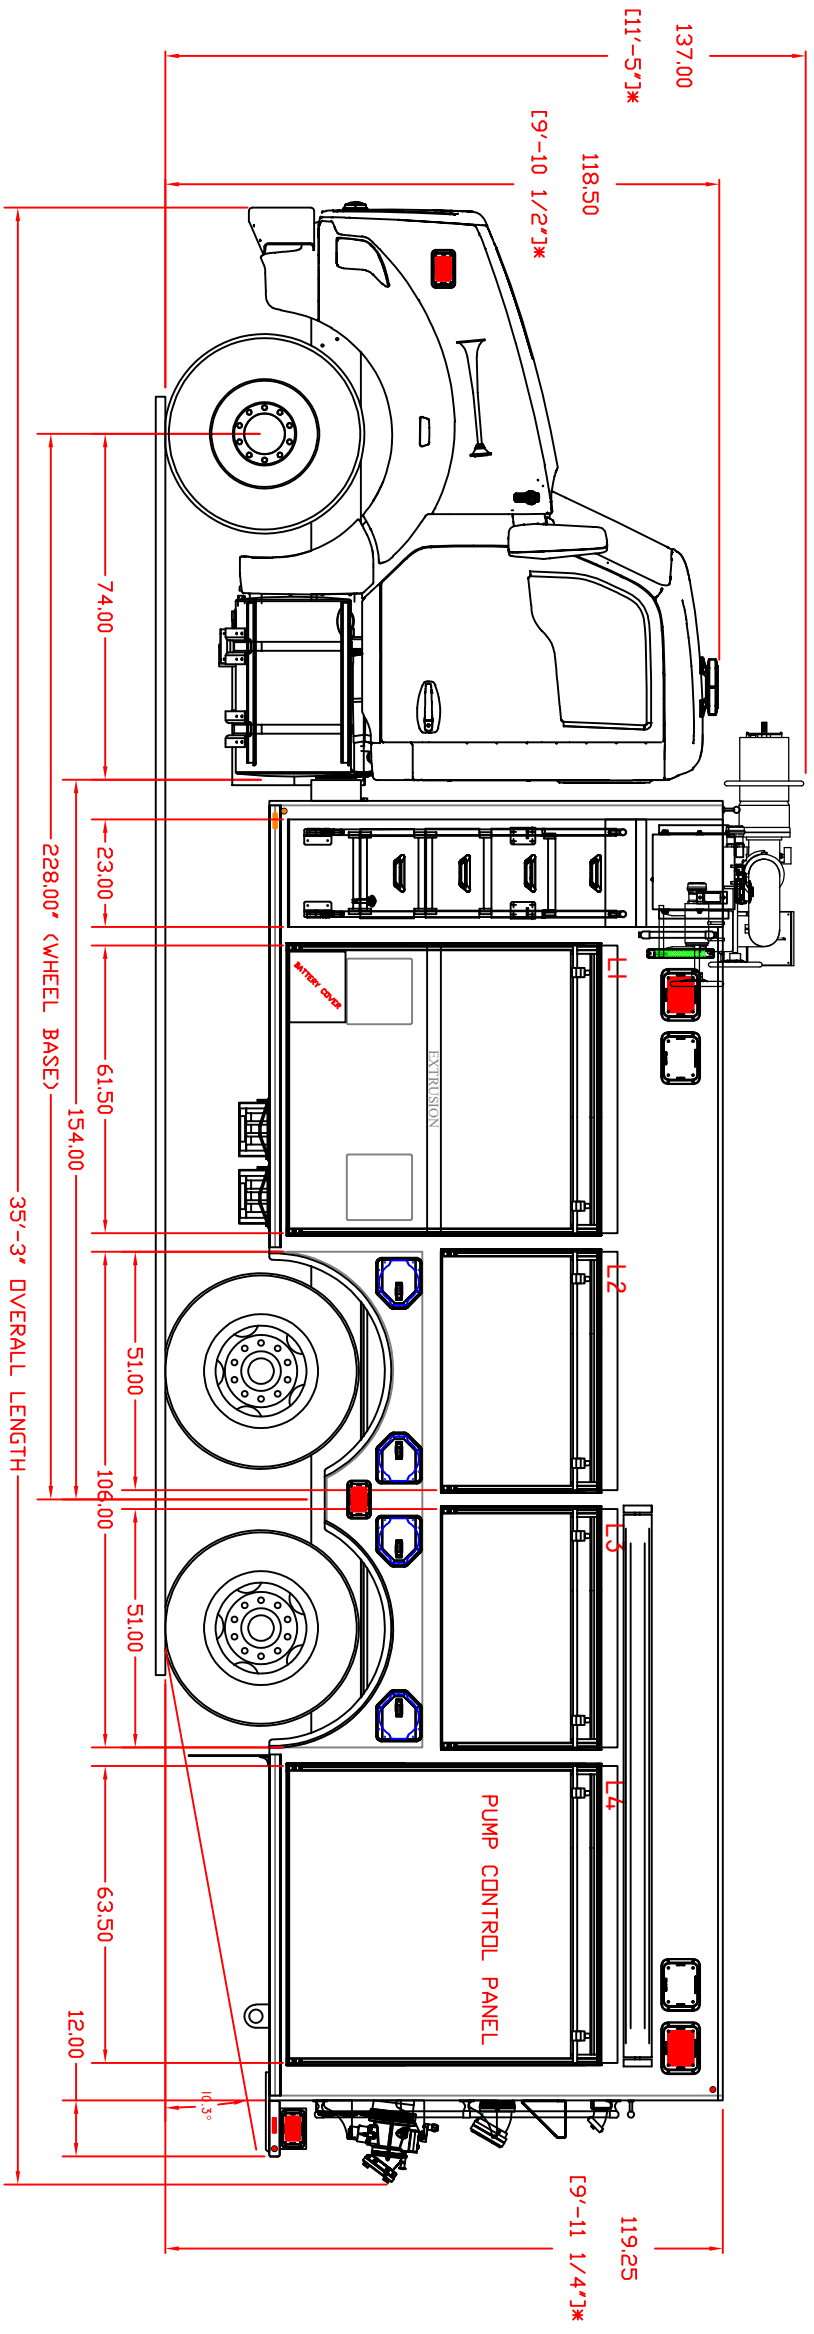 137.00
[11'-5"]*
118.50
[9'-10 1/2"]*
74.00
23.00
228.00" (WHEEL BASE)
154.00
61.50
35'-3" OVERALL LENGTH
51.00
106.00
51.00
63.50
12.00
10.3°
L1
L2
L3
L4
BATTERY COVER
EXTRUSION
PUMP CONTROL PANEL
119.25
[9'-11 1/4"]*